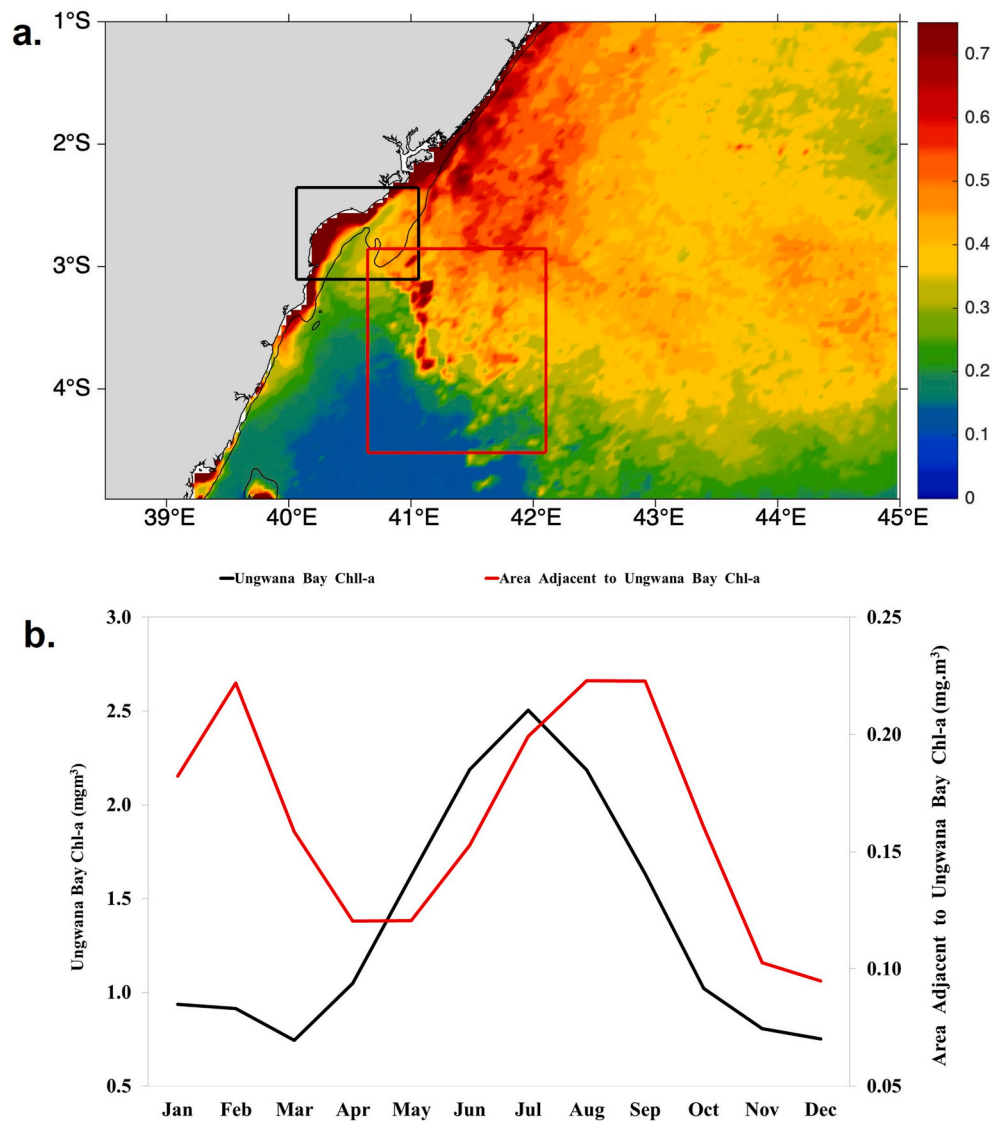 a.
1°S
2°S
3°S
4°S
39°E 40°E 41°E 42°E 43°E 44°E 45°E
0.7
0.6
0.5
0.4
0.3
0.2
0.1
0
Ungwana Bay Chll-a Area Adjacent to Ungwana Bay Chl-a
b.
3.0
2.5
2.0
1.5
1.0
0.5
Ungwana Bay Chl-a (mgm³)
0.25
0.20
0.15
0.10
0.05
Area Adjacent to Ungwana Bay Chl-a (mg.m³)
Jan Feb Mar Apr May Jun Jul Aug Sep Oct Nov Dec